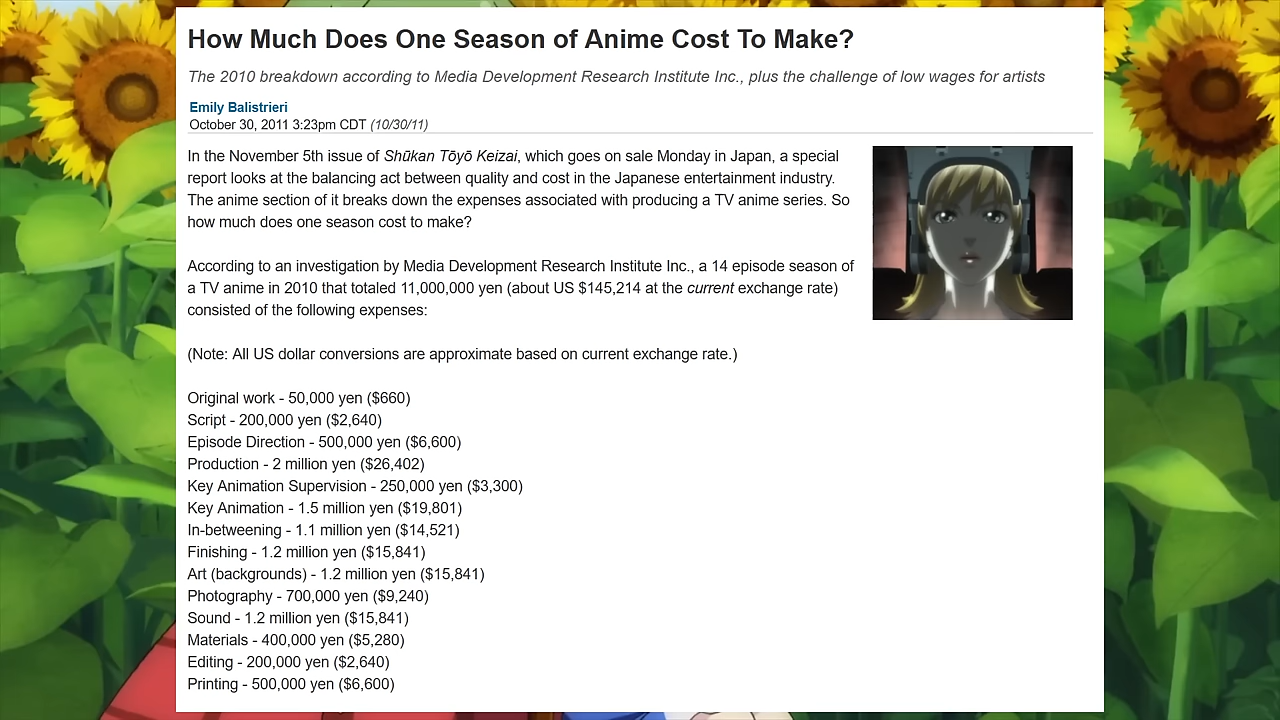 How Much Does One Season of Anime Cost To Make?
The 2010 breakdown according to Media Development Research Institute Inc., plus the challenge of low wages for artists
Emily Balistrieri
October 30, 2011 3:23pm CDT (10/30/11)
In the November 5th issue of Shūkan Tōyō Keizai, which goes on sale Monday in Japan, a special
report looks at the balancing act between quality and cost in the Japanese entertainment industry.
The anime section of it breaks down the expenses associated with producing a TV anime series. So
how much does one season cost to make?
According to an investigation by Media Development Research Institute Inc., a 14 episode season of
a TV anime in 2010 that totaled 11,000,000 yen (about US $145,214 at the current exchange rate)
consisted of the following expenses:
(Note: All US dollar conversions are approximate based on current exchange rate.)
Original work - 50,000 yen ($660)
Script - 200,000 yen ($2,640)
Episode Direction - 500,000 yen ($6,600)
Production - 2 million yen ($26,402)
Key Animation Supervision - 250,000 yen ($3,300)
Key Animation - 1.5 million yen ($19,801)
In-betweening - 1.1 million yen ($14,521)
Finishing - 1.2 million yen ($15,841)
Art (backgrounds) - 1.2 million yen ($15,841)
Photography - 700,000 yen ($9,240)
Sound - 1.2 million yen ($15,841)
Materials - 400,000 yen ($5,280)
Editing - 200,000 yen ($2,640)
Printing - 500,000 yen ($6,600)